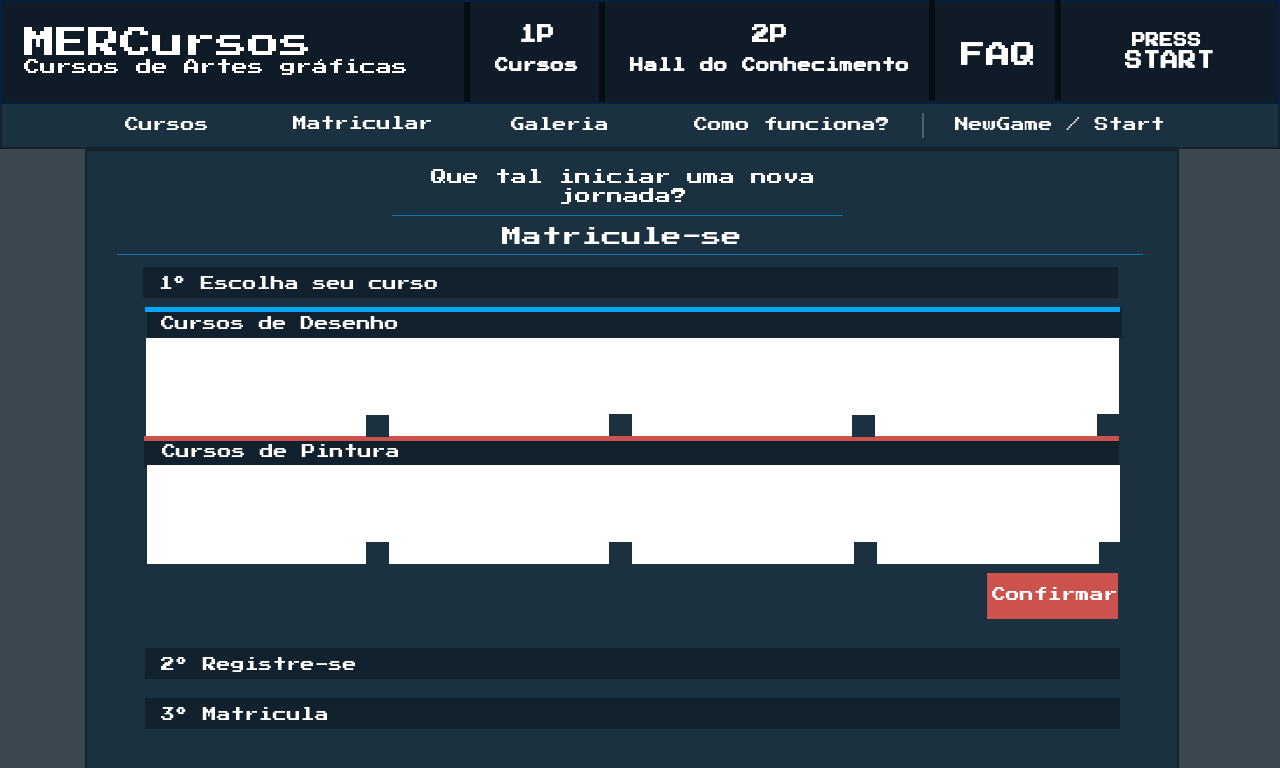 MERCursos
Cursos de Artes gráficas
1P
Cursos
2P
Hall do Conhecimento
FAQ
PRESS
START
Cursos
Matricular
Galeria
Como funciona?
NewGame / Start
Que tal iniciar uma nova
jornada?
Matricule-se
1º Escolha seu curso
Cursos de Desenho
Cursos de Pintura
Confirmar
2º Registre-se
3º Matricula